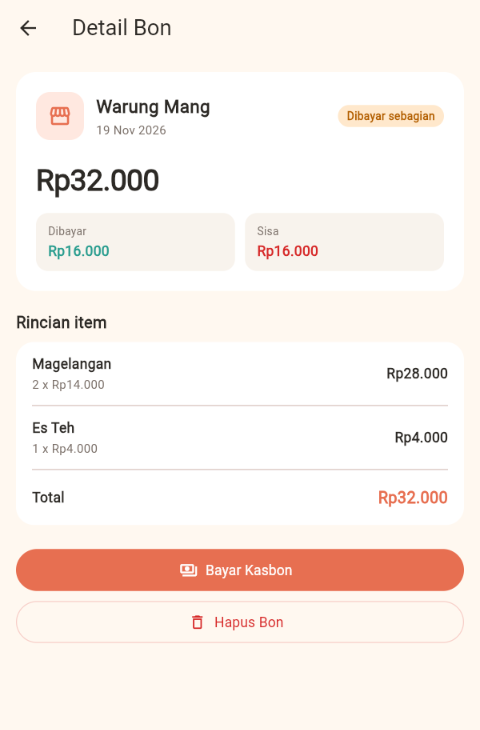 Detail Bon
Warung Mang
19 Nov 2026
Dibayar sebagian
Rp32.000
Dibayar
Rp16.000
Sisa
Rp16.000
Rincian item
Magelangan
2 x Rp14.000
Rp28.000
Es Teh
1 x Rp4.000
Rp4.000
Total
Rp32.000
Bayar Kasbon
Hapus Bon